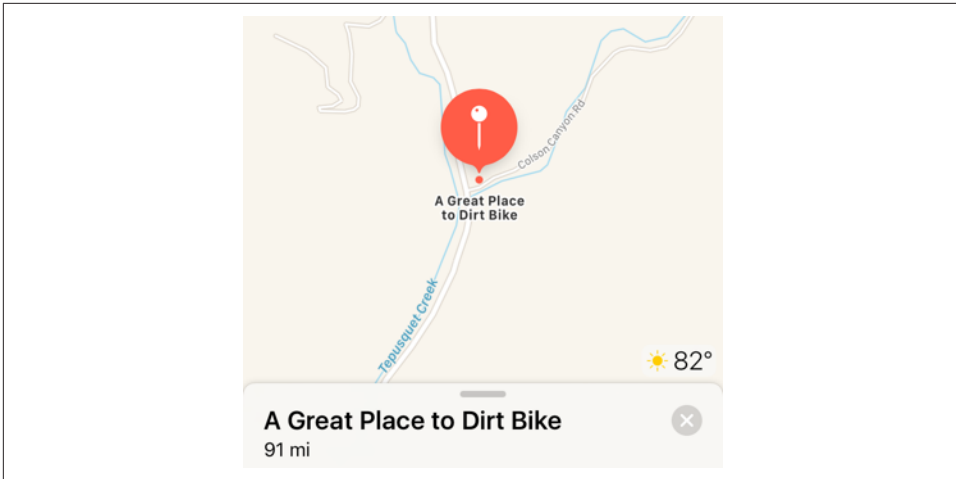 Colson Canyon Rd
A Great Place
to Dirt Bike
Tepusquet Creek
82°
A Great Place to Dirt Bike
91 mi